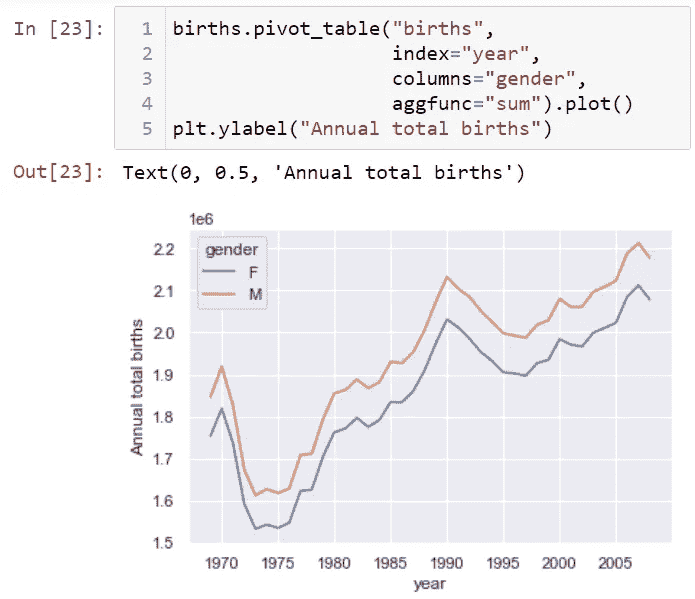 In [23]:
1 births.pivot_table("births",
2 index="year",
3 columns="gender",
4 aggfunc="sum").plot()
5 plt.ylabel("Annual total births")
Out[23]: Text(0, 0.5, 'Annual total births')
1e6
gender
F
M
2.2
2.1
2.0
1.9
1.8
1.7
1.6
1.5
Annual total births
1970 1975 1980 1985 1990 1995 2000 2005
year